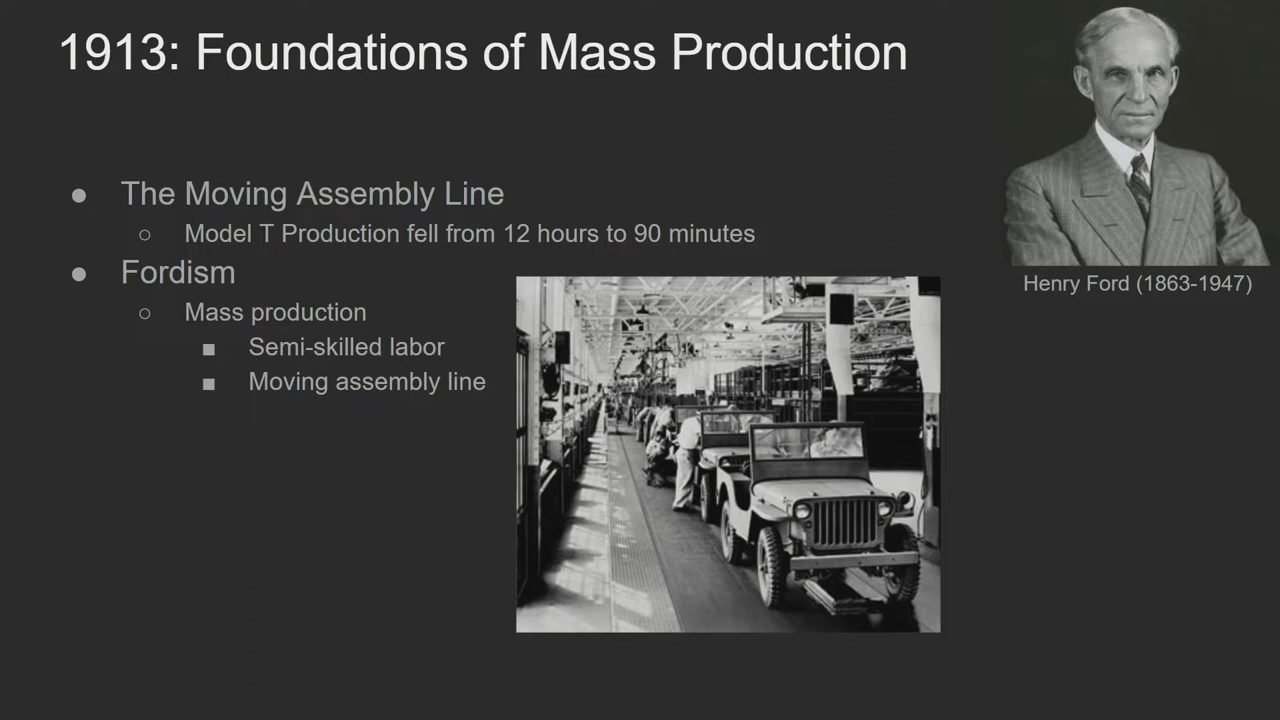 1913: Foundations of Mass Production
● The Moving Assembly Line
○ Model T Production fell from 12 hours to 90 minutes
● Fordism
○ Mass production
■ Semi-skilled labor
■ Moving assembly line
Henry Ford (1863-1947)